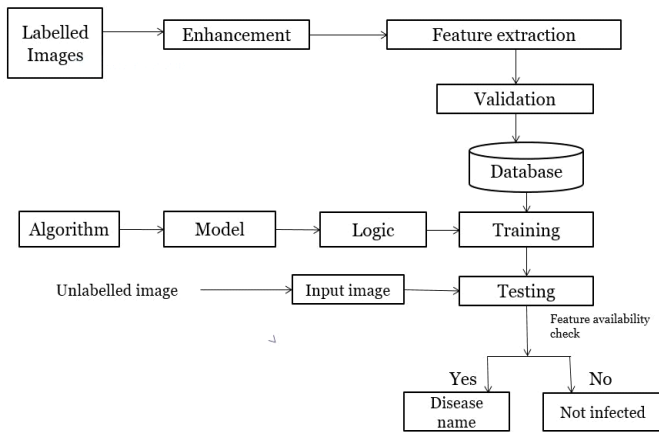 Labelled
Images
Enhancement
Feature extraction
Validation
Database
Algorithm
Model
Logic
Training
Unlabelled image
Input image
Testing
Feature availability
check
Yes
No
Disease
name
Not infected